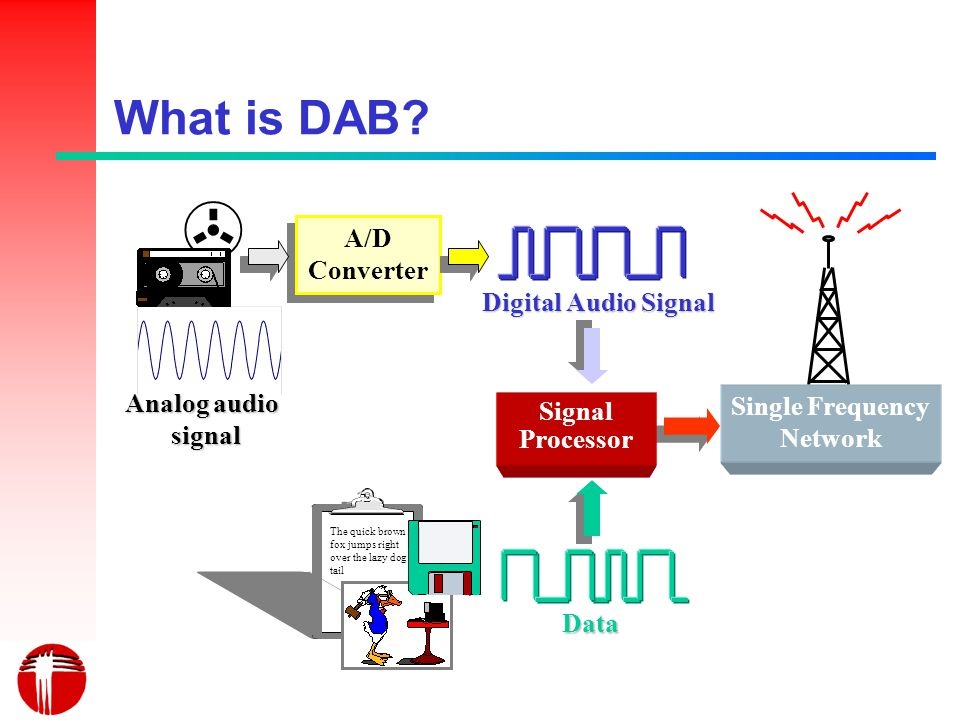 What is DAB?
A/D
Converter
Digital Audio Signal
Analog audio
signal
Signal
Processor
Single Frequency
Network
The quick brown
fox jumps right
over the lazy dog
tail
Data